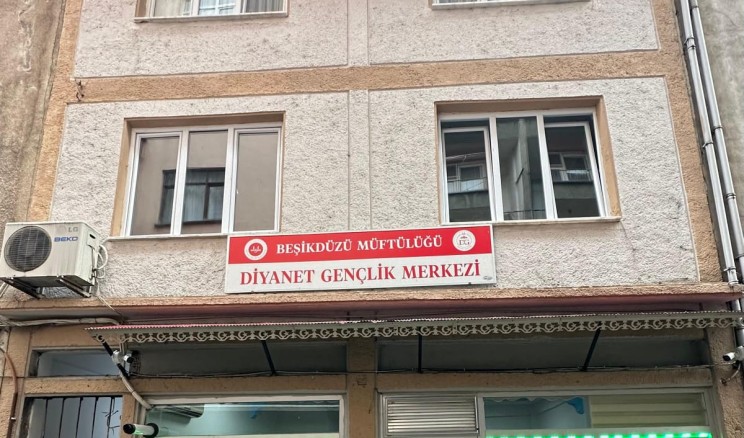 BEŞİKDÜZÜ MÜFTÜLÜĞÜ
DİYANET GENÇLİK MERKEZİ
LG
BEKO